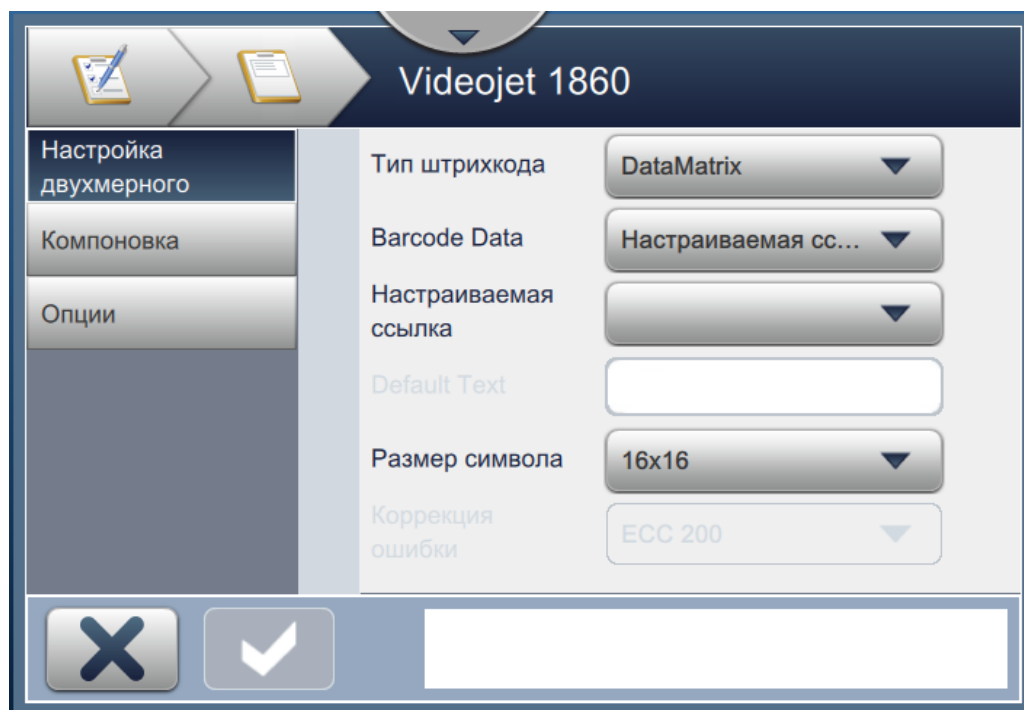 Videojet 1860
Настройка
двухмерного
Компоновка
Опции
Тип штрихкода
DataMatrix
Barcode Data
Настраиваемая сс...
Настраиваемая
ссылка
Default Text
Размер символа
16x16
Коррекция
ошибки
ECC 200